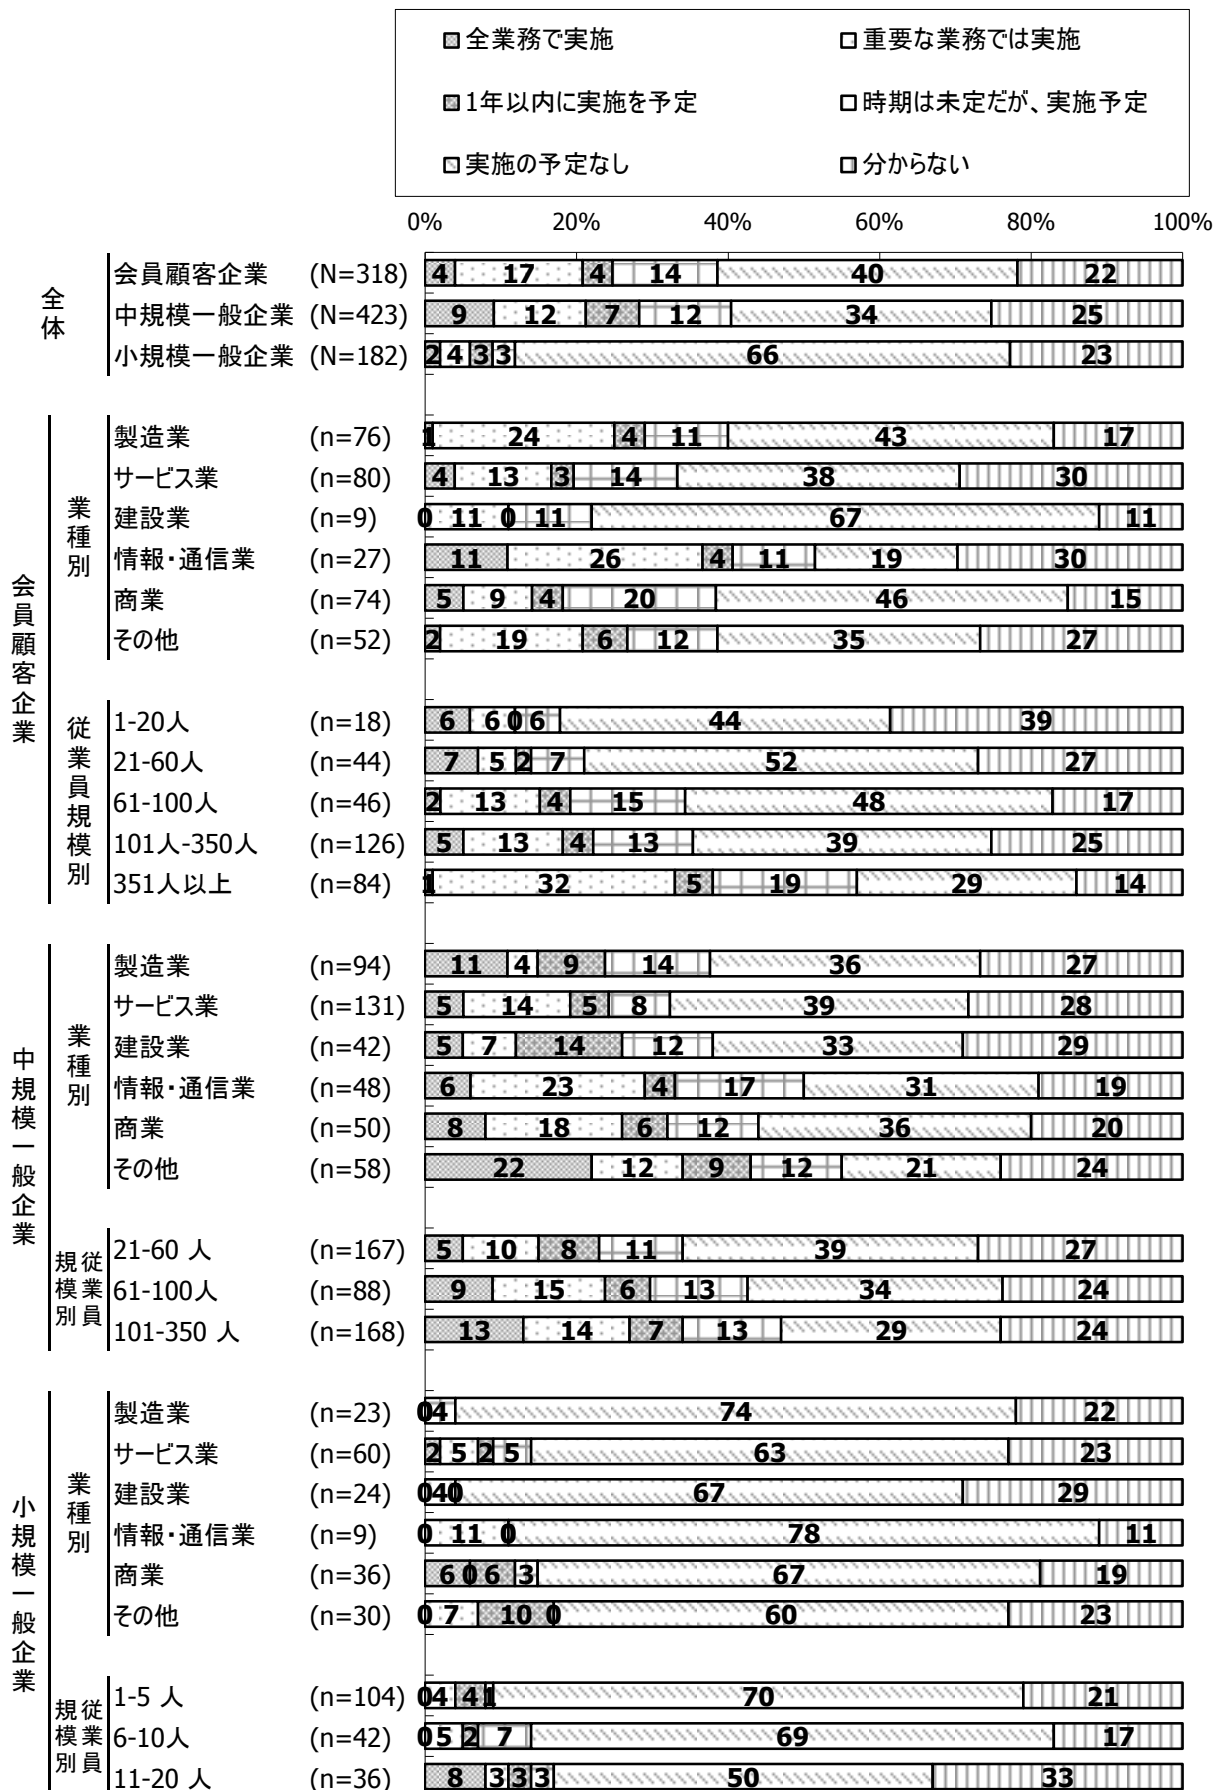 全業務で実施 重要な業務では実施
1年以内に実施を予定 時期は未定だが、実施予定
実施の予定なし 分からない
0% 20% 40% 60% 80% 100%
全体
会員顧客企業 (N=318) 4 17 4 14 40 22
中規模一般企業 (N=423) 9 12 7 12 34 25
小規模一般企業 (N=182) 2 4 3 3 66 23
会員顧客企業
業種別
製造業 (n=76) 1 24 4 11 43 17
サービス業 (n=80) 4 13 3 14 38 30
建設業 (n=9) 0 11 0 11 67 11
情報・通信業 (n=27) 11 26 4 11 19 30
商業 (n=74) 5 9 4 20 46 15
その他 (n=52) 2 19 6 12 35 27
従業員規模別
1-20人 (n=18) 6 6 0 6 44 39
21-60人 (n=44) 7 5 2 7 52 27
61-100人 (n=46) 2 13 4 15 48 17
101人-350人 (n=126) 5 13 4 13 39 25
351人以上 (n=84) 1 32 5 19 29 14
中規模一般企業
業種別
製造業 (n=94) 11 4 9 14 36 27
サービス業 (n=131) 5 14 5 8 39 28
建設業 (n=42) 5 7 14 12 33 29
情報・通信業 (n=48) 6 23 4 17 31 19
商業 (n=50) 8 18 6 12 36 20
その他 (n=58) 22 12 9 12 21 24
従業員規模別
21-60 人 (n=167) 5 10 8 11 39 27
61-100人 (n=88) 9 15 6 13 34 24
101-350 人 (n=168) 13 14 7 13 29 24
小規模一般企業
業種別
製造業 (n=23) 0 4 74 22
サービス業 (n=60) 2 5 2 5 63 23
建設業 (n=24) 0 4 0 67 29
情報・通信業 (n=9) 0 11 0 78 11
商業 (n=36) 6 0 6 3 67 19
その他 (n=30) 0 7 10 0 60 23
従業員規模別
1-5 人 (n=104) 0 4 4 1 70 21
6-10人 (n=42) 0 5 2 7 69 17
11-20 人 (n=36) 8 3 3 3 50 33